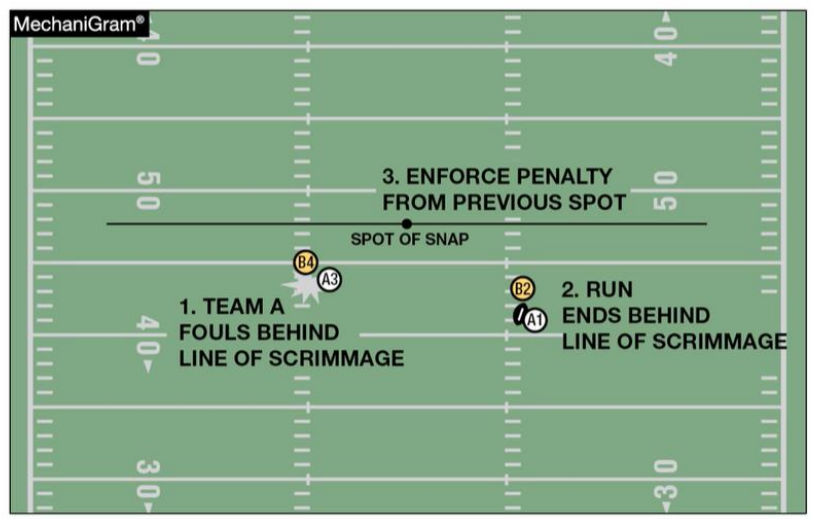 MechaniGram®
40
40
50
50
3. ENFORCE PENALTY
FROM PREVIOUS SPOT
SPOT OF SNAP
B4
A3
B2
A1
1. TEAM A
FOULS BEHIND
LINE OF SCRIMMAGE
2. RUN
ENDS BEHIND
LINE OF SCRIMMAGE
40
30
30